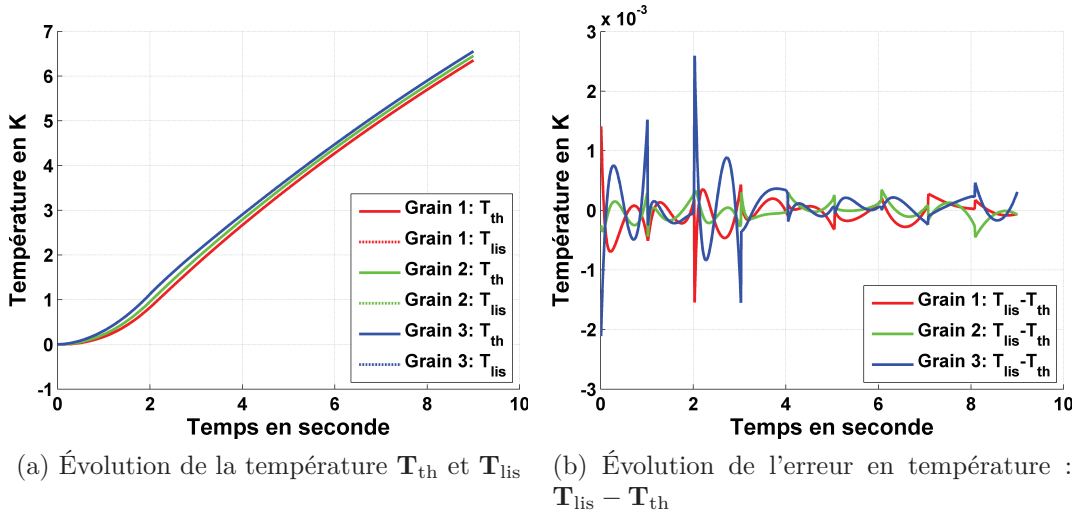 7
6
5
4
3
2
1
0
-1
0
2
4
6
8
10
Température en K
Temps en seconde
Grain 1: T_th
Grain 1: T_lis
Grain 2: T_th
Grain 2: T_lis
Grain 3: T_th
Grain 3: T_lis
(a) Évolution de la température T_th et T_lis
x 10^-3
3
2
1
0
-1
-2
-3
0
2
4
6
8
10
Température en K
Temps en seconde
Grain 1: T_lis-T_th
Grain 2: T_lis-T_th
Grain 3: T_lis-T_th
(b) Évolution de l'erreur en température :
T_lis − T_th